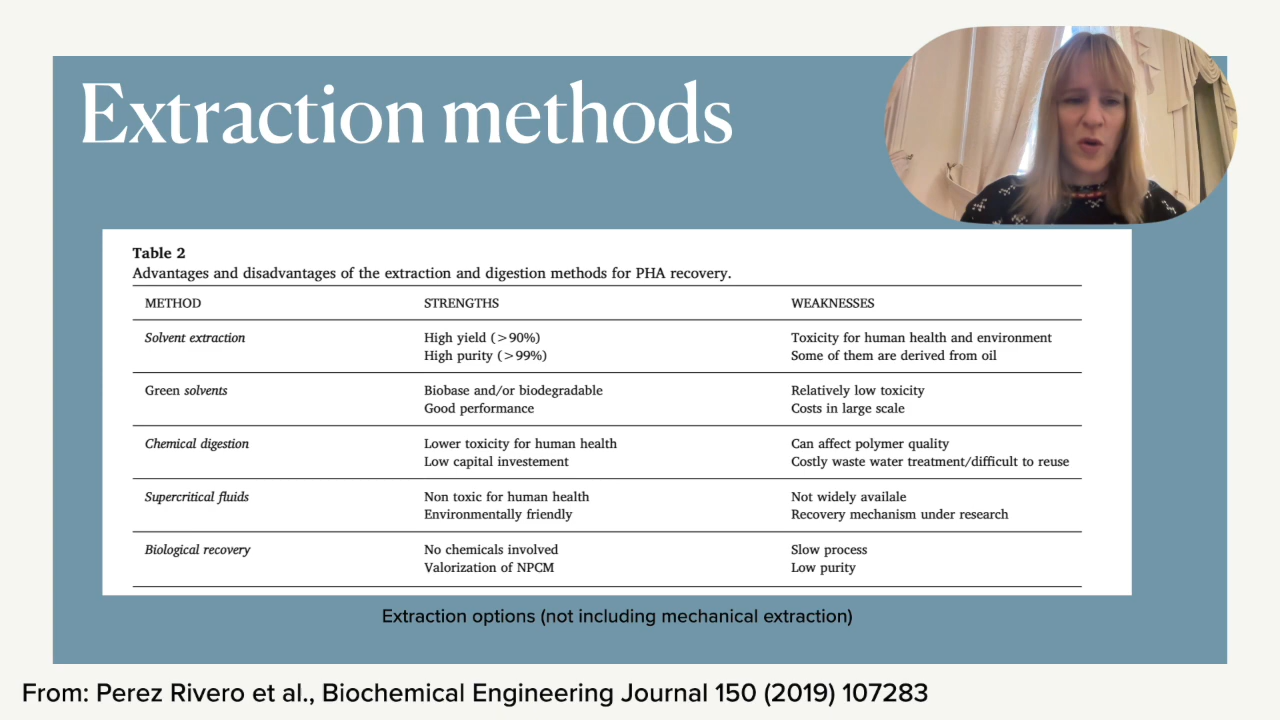 Extraction methods
Table 2
Advantages and disadvantages of the extraction and digestion methods for PHA recovery.
METHOD STRENGTHS WEAKNESSES
Solvent extraction High yield (>90%) Toxicity for human health and environment
High purity (>99%) Some of them are derived from oil
Green solvents Biobase and/or biodegradable Relatively low toxicity
Good performance Costs in large scale
Chemical digestion Lower toxicity for human health Can affect polymer quality
Low capital investement Costly waste water treatment/difficult to reuse
Supercritical fluids Non toxic for human health Not widely availale
Environmentally friendly Recovery mechanism under research
Biological recovery No chemicals involved Slow process
Valorization of NPCM Low purity
Extraction options (not including mechanical extraction)
From: Perez Rivero et al., Biochemical Engineering Journal 150 (2019) 107283